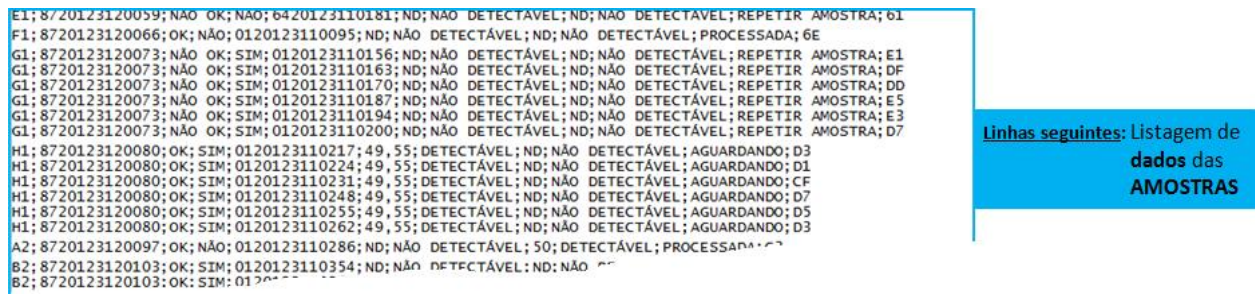 E1;8720123120059;NÃO OK;NÃO;6420123110181;ND;NÃO DETECTÁVEL;ND;NÃO DETECTÁVEL;REPETIR AMOSTRA;61
F1;8720123120066;OK;NÃO;0120123110095;ND;NÃO DETECTÁVEL;ND;NÃO DETECTÁVEL;PROCESSADA;6E
G1;8720123120073;NÃO OK;SIM;0120123110156;ND;NÃO DETECTÁVEL;ND;NÃO DETECTÁVEL;REPETIR AMOSTRA;E1
G1;8720123120073;NÃO OK;SIM;0120123110163;ND;NÃO DETECTÁVEL;ND;NÃO DETECTÁVEL;REPETIR AMOSTRA;DF
G1;8720123120073;NÃO OK;SIM;0120123110170;ND;NÃO DETECTÁVEL;ND;NÃO DETECTÁVEL;REPETIR AMOSTRA;DD
G1;8720123120073;NÃO OK;SIM;0120123110187;ND;NÃO DETECTÁVEL;ND;NÃO DETECTÁVEL;REPETIR AMOSTRA;E5
G1;8720123120073;NÃO OK;SIM;0120123110194;ND;NÃO DETECTÁVEL;ND;NÃO DETECTÁVEL;REPETIR AMOSTRA;E3
G1;8720123120073;NÃO OK;SIM;0120123110200;ND;NÃO DETECTÁVEL;ND;NÃO DETECTÁVEL;REPETIR AMOSTRA;D7
H1;8720123120080;OK;SIM;0120123110217;49,55;DETECTÁVEL;ND;NÃO DETECTÁVEL;AGUARDANDO;D3
H1;8720123120080;OK;SIM;0120123110224;49,55;DETECTÁVEL;ND;NÃO DETECTÁVEL;AGUARDANDO;D1
H1;8720123120080;OK;SIM;0120123110231;49,55;DETECTÁVEL;ND;NÃO DETECTÁVEL;AGUARDANDO;CF
H1;8720123120080;OK;SIM;0120123110248;49,55;DETECTÁVEL;ND;NÃO DETECTÁVEL;AGUARDANDO;D7
H1;8720123120080;OK;SIM;0120123110255;49,55;DETECTÁVEL;ND;NÃO DETECTÁVEL;AGUARDANDO;D5
H1;8720123120080;OK;SIM;0120123110262;49,55;DETECTÁVEL;ND;NÃO DETECTÁVEL;AGUARDANDO;D3
A2;8720123120097;OK;NÃO;0120123110286;ND;NÃO DETECTÁVEL;50;DETECTÁVEL;PROCESSADA;
B2;8720123120103;OK;SIM;0120123110354;ND;NÃO DETECTÁVEL;ND;NÃO
B2;8720123120103;OK;SIM;
Linhas seguintes: Listagem de
dados das
AMOSTRAS